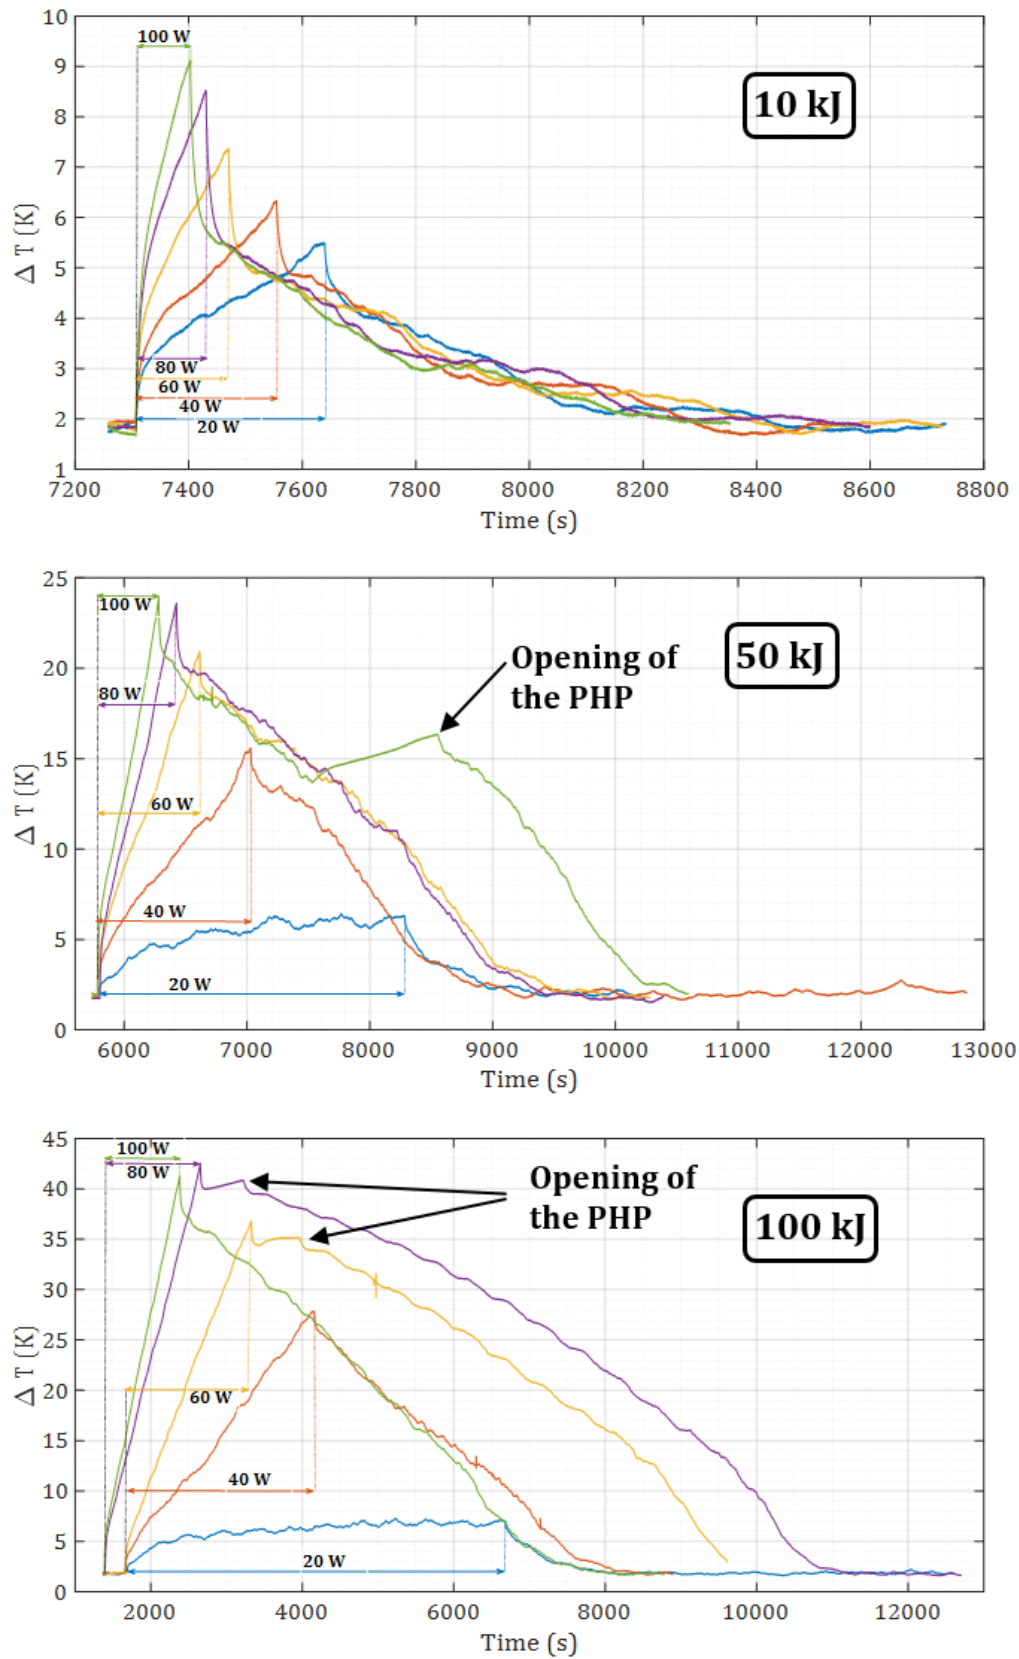 10
9
8
7
6
5
4
3
2
1
Δ T (K)
100 W
10 kJ
80 W
60 W
40 W
20 W
7200 7400 7600 7800 8000 8200 8400 8600 8800
Time (s)
25
20
15
10
5
0
Δ T (K)
100 W
80 W
60 W
40 W
20 W
Opening of
the PHP
50 kJ
6000 7000 8000 9000 10000 11000 12000 13000
Time (s)
45
40
35
30
25
20
15
10
5
0
Δ T (K)
100 W
80 W
60 W
40 W
20 W
Opening of
the PHP
100 kJ
2000 4000 6000 8000 10000 12000
Time (s)